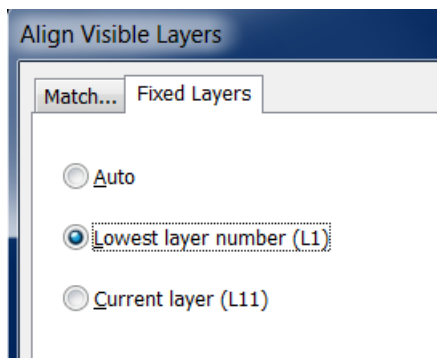 Align Visible Layers
Match... Fixed Layers
Auto
Lowest layer number (L1)
Current layer (L11)